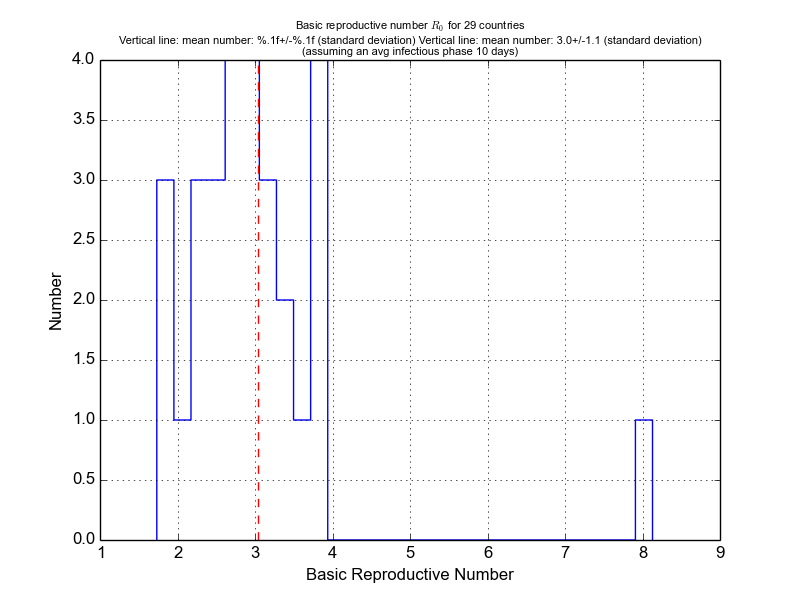 Basic reproductive number R0 for 29 countries
Vertical line: mean number: %.1f+/-%.1f (standard deviation) Vertical line: mean number: 3.0+/-1.1 (standard deviation)
(assuming an avg infectious phase 10 days)
4.0
3.5
3.0
2.5
2.0
1.5
1.0
0.5
0.0
Number
1 2 3 4 5 6 7 8 9
Basic Reproductive Number